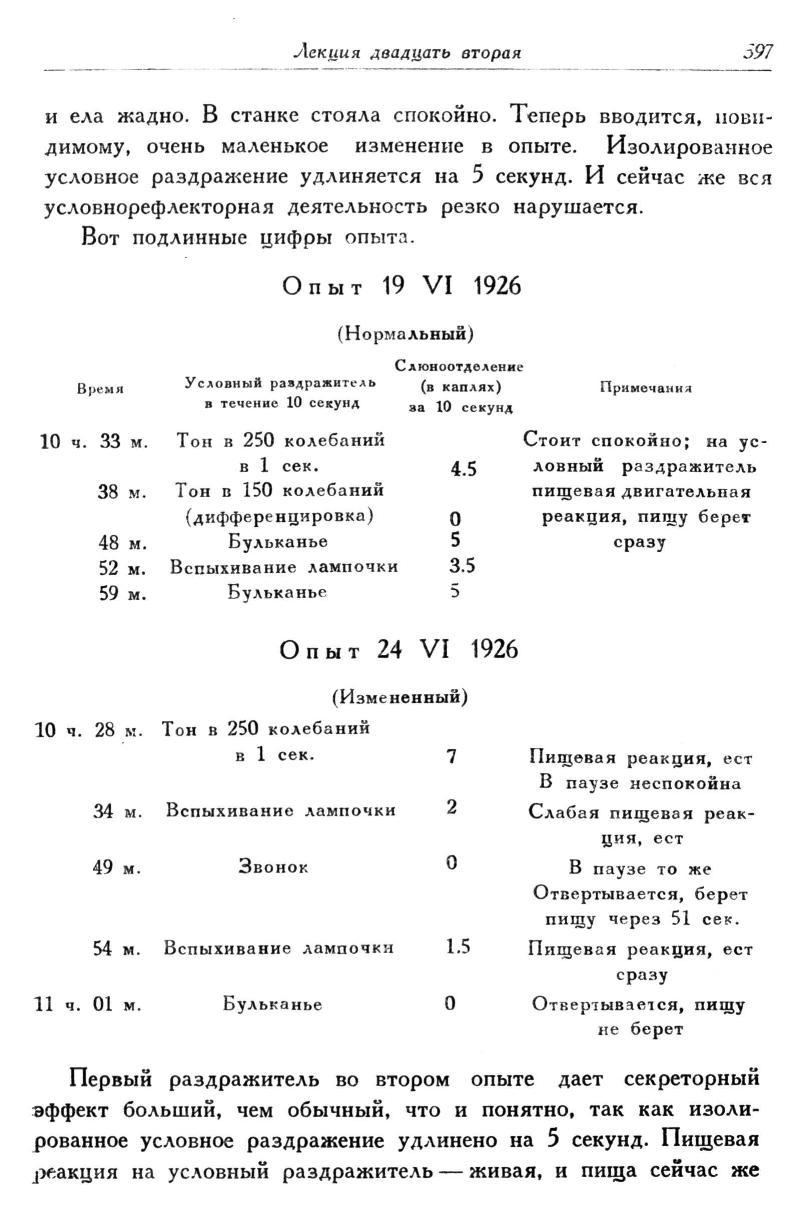 Лекция двадцать вторая 397
и ела жадно. В станке стояла спокойно. Теперь вводится, пови-
димому, очень маленькое изменение в опыте. Изолированное
условное раздражение удлиняется на 5 секунд. И сейчас же вся
условнорефлекторная деятельность резко нарушается.
Вот подлинные цифры опыта.
Опыт 19 VI 1926
(Нормальный)
Время Условный раздражитель в течение 10 секунд Слюноотделение (в каплях) за 10 секунд Примечания
10 ч. 33 м. Тон в 250 колебаний Стоит спокойно; на ус-
в 1 сек. 4.5 ловный раздражитель
38 м. Тон в 150 колебаний пищевая двигательная
(дифференцировка) 0 реакция, пищу берет
48 м. Бульканье 5 сразу
52 м. Вспыхивание лампочки 3.5
59 м. Бульканье 5
Опыт 24 VI 1926
(Измененный)
10 ч. 28 м. Тон в 250 колебаний
в 1 сек. 7 Пищевая реакция, ест
В паузе неспокойна
34 м. Вспыхивание лампочки 2 Слабая пищевая реак-
ция, ест
49 м. Звонок 0 В паузе то же
Отвертывается, берет
пищу через 51 сек.
54 м. Вспыхивание лампочки 1.5 Пищевая реакция, ест
сразу
11 ч. 01 м. Бульканье 0 Отвертывается, пищу
не берет
Первый раздражитель во втором опыте дает секреторный
эффект больший, чем обычный, что и понятно, так как изоли-
рованное условное раздражение удлинено на 5 секунд. Пищевая
реакция на условный раздражитель — живая, и пища сейчас же